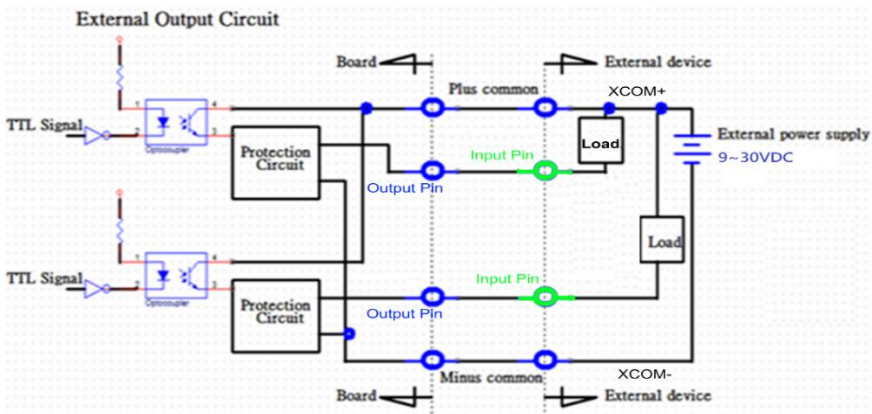 External Output Circuit
Board
External device
Plus common
XCOM+
1
4
TTL Signal
2
3
Optocoupler
Protection
Circuit
Load
External power supply
9~30VDC
Input Pin
Output Pin
1
4
Load
TTL Signal
2
3
Optocoupler
Protection
Circuit
Input Pin
Output Pin
Minus common
XCOM-
Board
External device